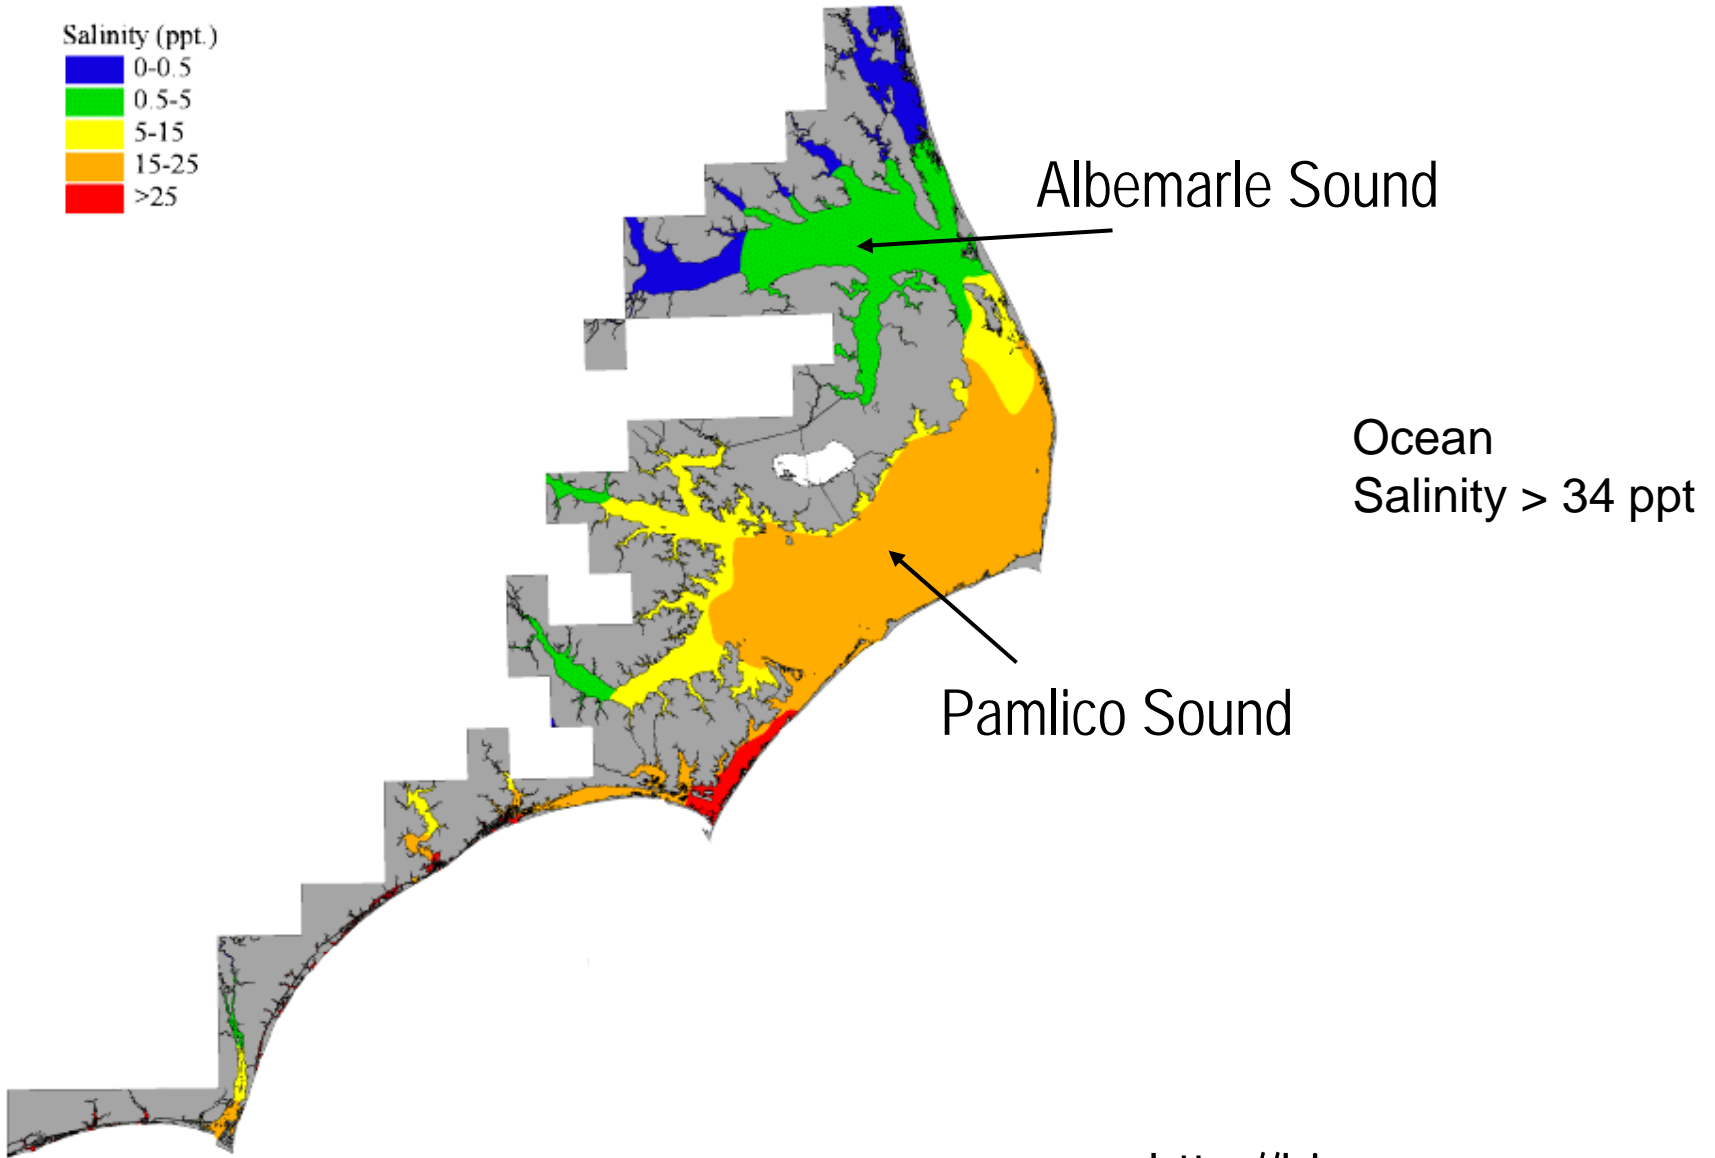 Salinity (ppt.)
0-0.5
0.5-5
5-15
15-25
>25
Albemarle Sound
Ocean
Salinity > 34 ppt
Pamlico Sound